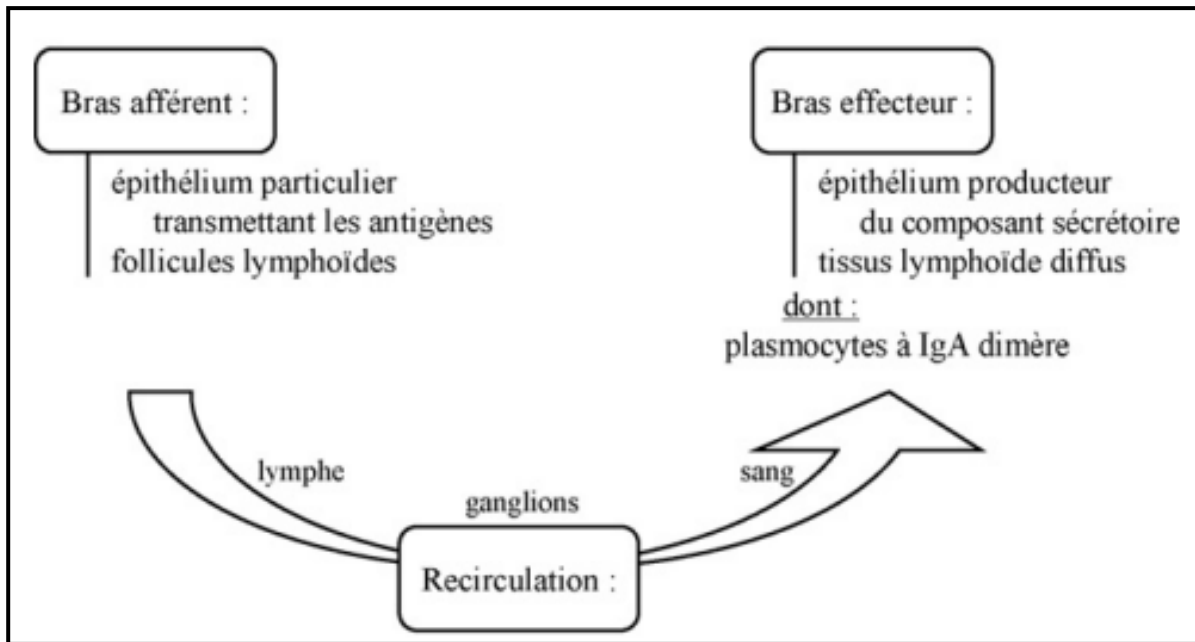 Bras afférent :
épithélium particulier
transmettant les antigènes
follicules lymphoïdes
Bras effecteur :
épithélium producteur
du composant sécrétoire
tissus lymphoïde diffus
dont :
plasmocytes à IgA dimère
lymphe
ganglions
sang
Recirculation :